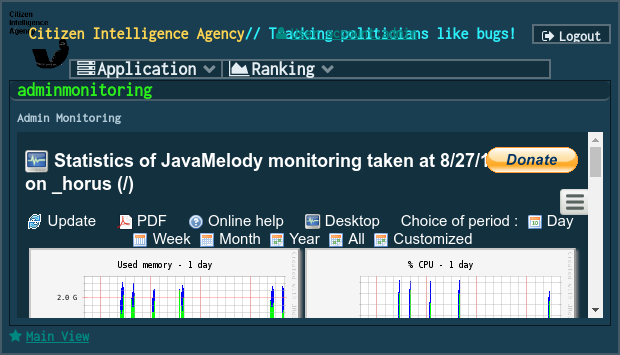 Citizen Intelligence Agency
Citizen Intelligence Agency// Tracking politicians like bugs!
Logout
Application
Ranking
adminmonitoring
Admin Monitoring
Statistics of JavaMelody monitoring taken at 8/27/1
on _horus (/)
Donate
Update PDF Online help Desktop Choice of period : Day
Week Month Year All Customized
Used memory - 1 day
% CPU - 1 day
2.0 G
Main View